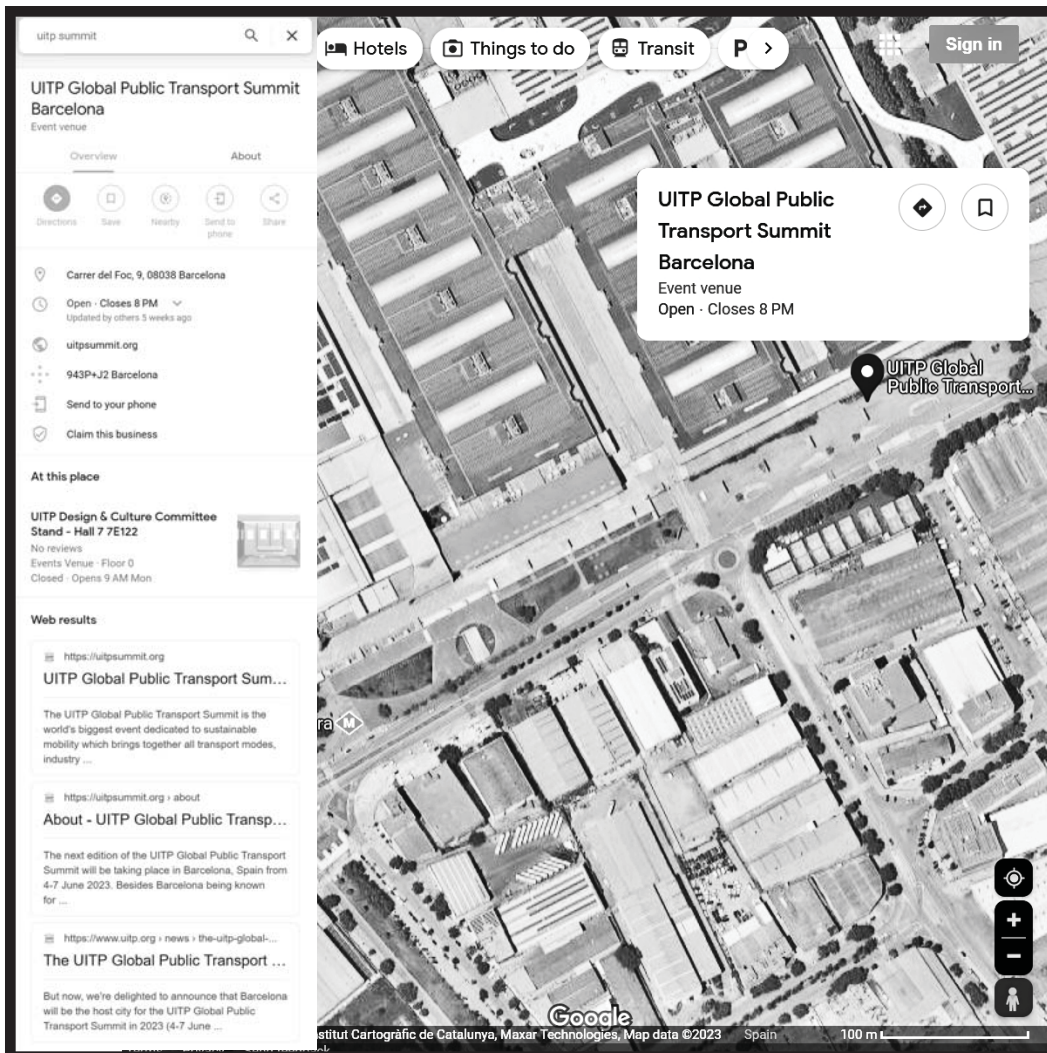 uitp summit
UITP Global Public Transport Summit
Barcelona
Event venue
Overview
About
Directions
Save
Nearby
Send to
phone
Share
Carrer del Foc, 9, 08038 Barcelona
Open · Closes 8 PM
Updated by others 5 weeks ago
uitpsummit.org
943P+J2 Barcelona
Send to your phone
Claim this business
At this place
UITP Design & Culture Committee
Stand - Hall 7 7E122
No reviews
Events Venue · Floor 0
Closed · Opens 9 AM Mon
Web results
https://uitpsummit.org
UITP Global Public Transport Sum...
The UITP Global Public Transport Summit is the
world's biggest event dedicated to sustainable
mobility which brings together all transport modes,
industry ...
https://uitpsummit.org › about
About - UITP Global Public Transp...
The next edition of the UITP Global Public Transport
Summit will be taking place in Barcelona, Spain from
4-7 June 2023. Besides Barcelona being known
for ...
https://www.uitp.org › news › the-uitp-global-...
The UITP Global Public Transport ...
But now, we're delighted to announce that Barcelona
will be the host city for the UITP Global Public
Transport Summit in 2023 (4-7 June ...
Hotels
Things to do
Transit
P
Sign in
UITP Global Public
Transport Summit
Barcelona
Event venue
Open · Closes 8 PM
UITP Global
Public Transport...
ra M
Google
stitut Cartogràfic de Catalunya, Maxar Technologies, Map data ©2023 Spain 100 m